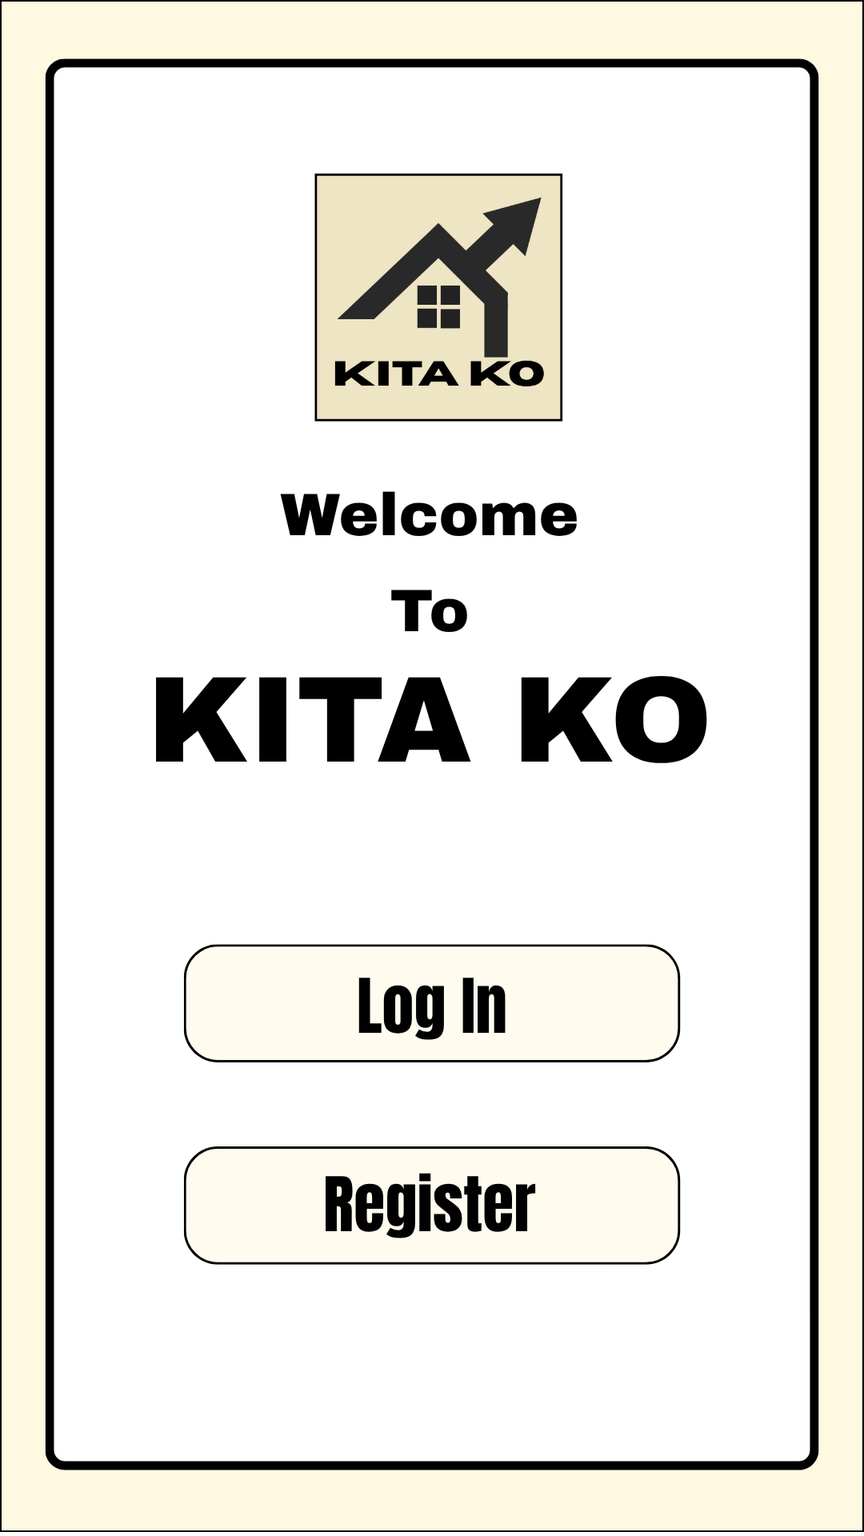 KITA KO
Welcome
To
KITA KO
Log In
Register